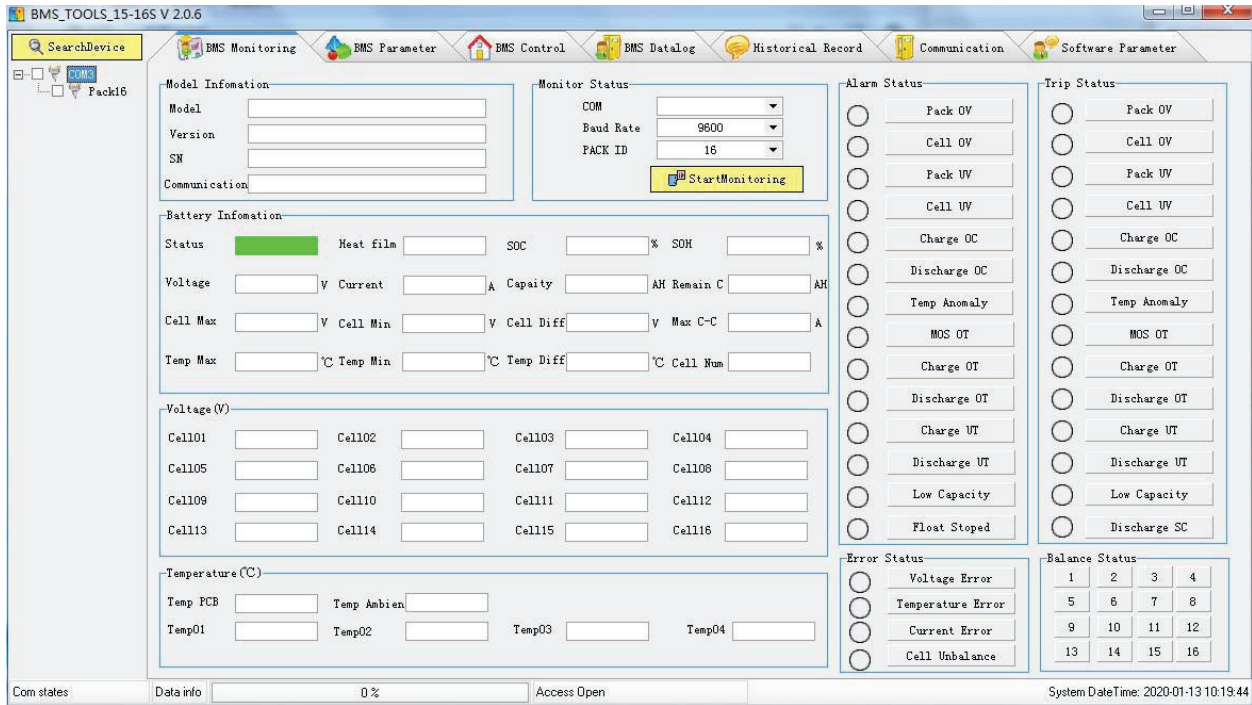 BMS_TOOLS_15-16S V 2.0.6
SearchDevice
BMS Monitoring
BMS Parameter
BMS Control
BMS Datalog
Historical Record
Communication
Software Parameter
COM3
Pack16
Model Infomation
Model
Version
SN
Communication
Monitor Status
COM
Baud Rate 9600
PACK ID 16
StartMonitoring
Battery Infomation
Status Heat film SOC % SOH %
Voltage V Current A Capaity AH Remain C AH
Cell Max V Cell Min V Cell Diff V Max C-C A
Temp Max ℃ Temp Min ℃ Temp Diff ℃ Cell Num
Voltage(V)
Cell01 Cell02 Cell03 Cell04
Cell05 Cell06 Cell07 Cell08
Cell09 Cell10 Cell11 Cell12
Cell13 Cell14 Cell15 Cell16
Temperature(℃)
Temp PCB Temp Ambien
Temp01 Temp02 Temp03 Temp04
Alarm Status
Pack OV
Cell OV
Pack UV
Cell UV
Charge OC
Discharge OC
Temp Anomaly
MOS OT
Charge OT
Discharge OT
Charge UT
Discharge UT
Low Capacity
Float Stoped
Trip Status
Pack OV
Cell OV
Pack UV
Cell UV
Charge OC
Discharge OC
Temp Anomaly
MOS OT
Charge OT
Discharge OT
Charge UT
Discharge UT
Low Capacity
Discharge SC
Error Status
Voltage Error
Temperature Error
Current Error
Cell Unbalance
Balance Status
1 2 3 4
5 6 7 8
9 10 11 12
13 14 15 16
Com states
Data info
0 %
Access Open
System DateTime: 2020-01-13 10:19:44